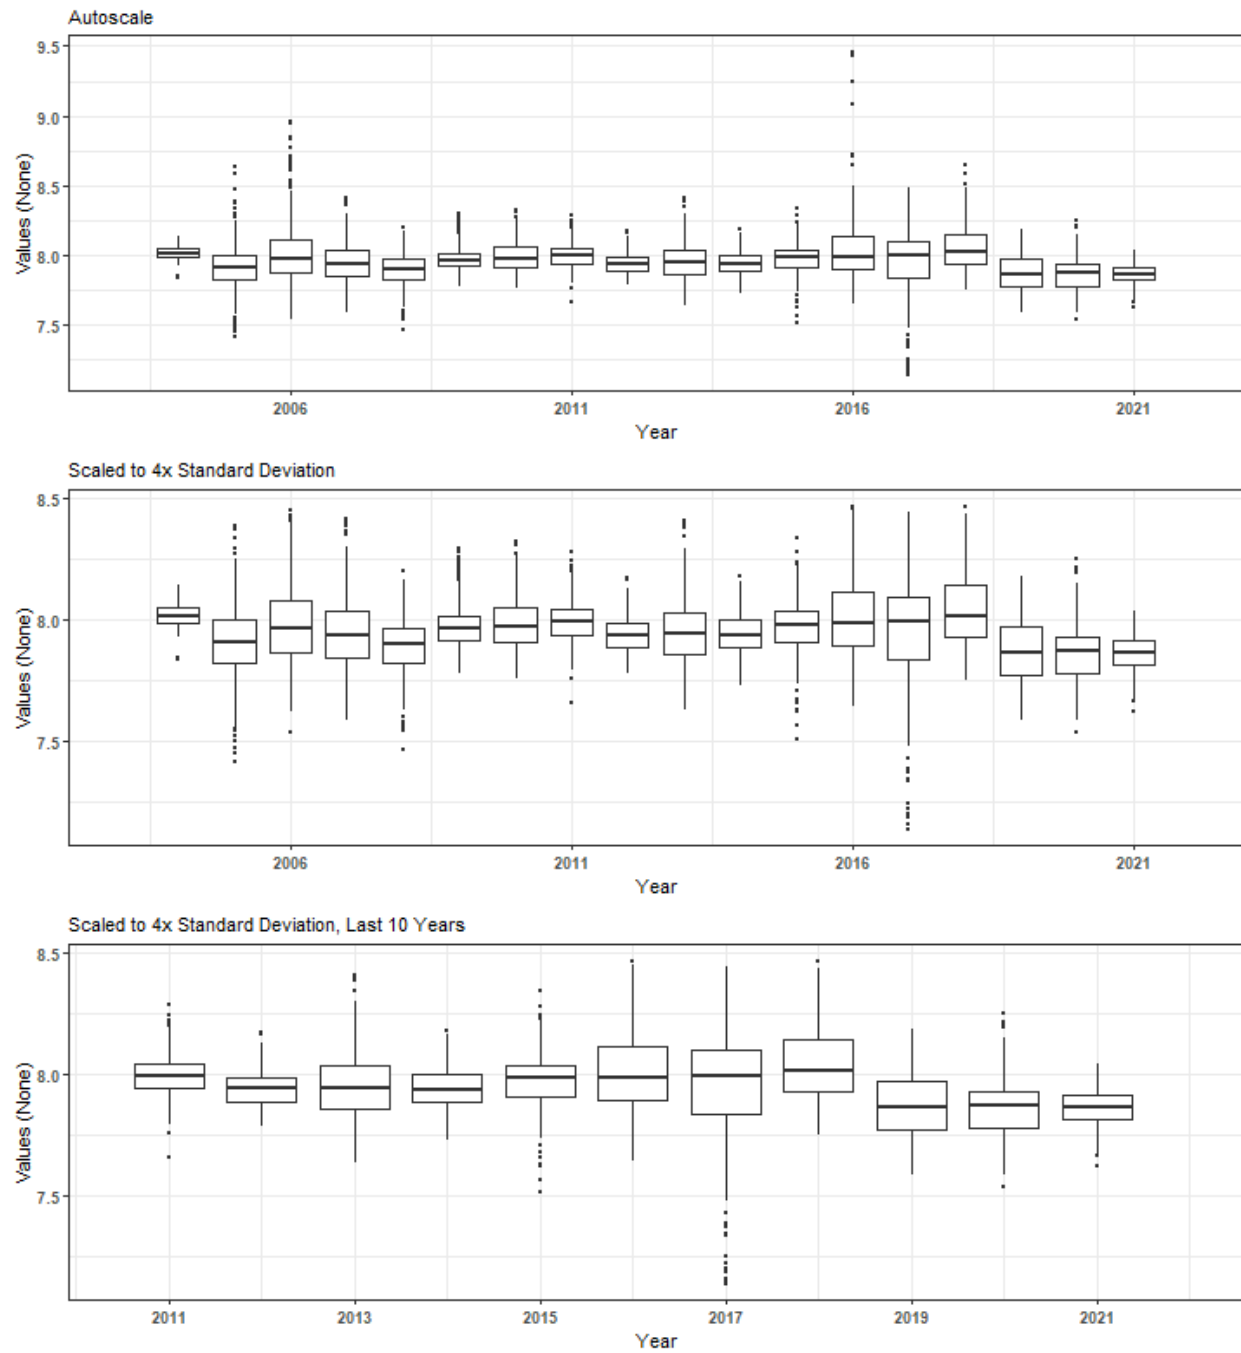 Autoscale
9.5
9.0
8.5
8.0
7.5
Values (None)
2006 2011 2016 2021
Year
Scaled to 4x Standard Deviation
8.5
8.0
7.5
Values (None)
2006 2011 2016 2021
Year
Scaled to 4x Standard Deviation, Last 10 Years
8.5
8.0
7.5
Values (None)
2011 2013 2015 2017 2019 2021
Year